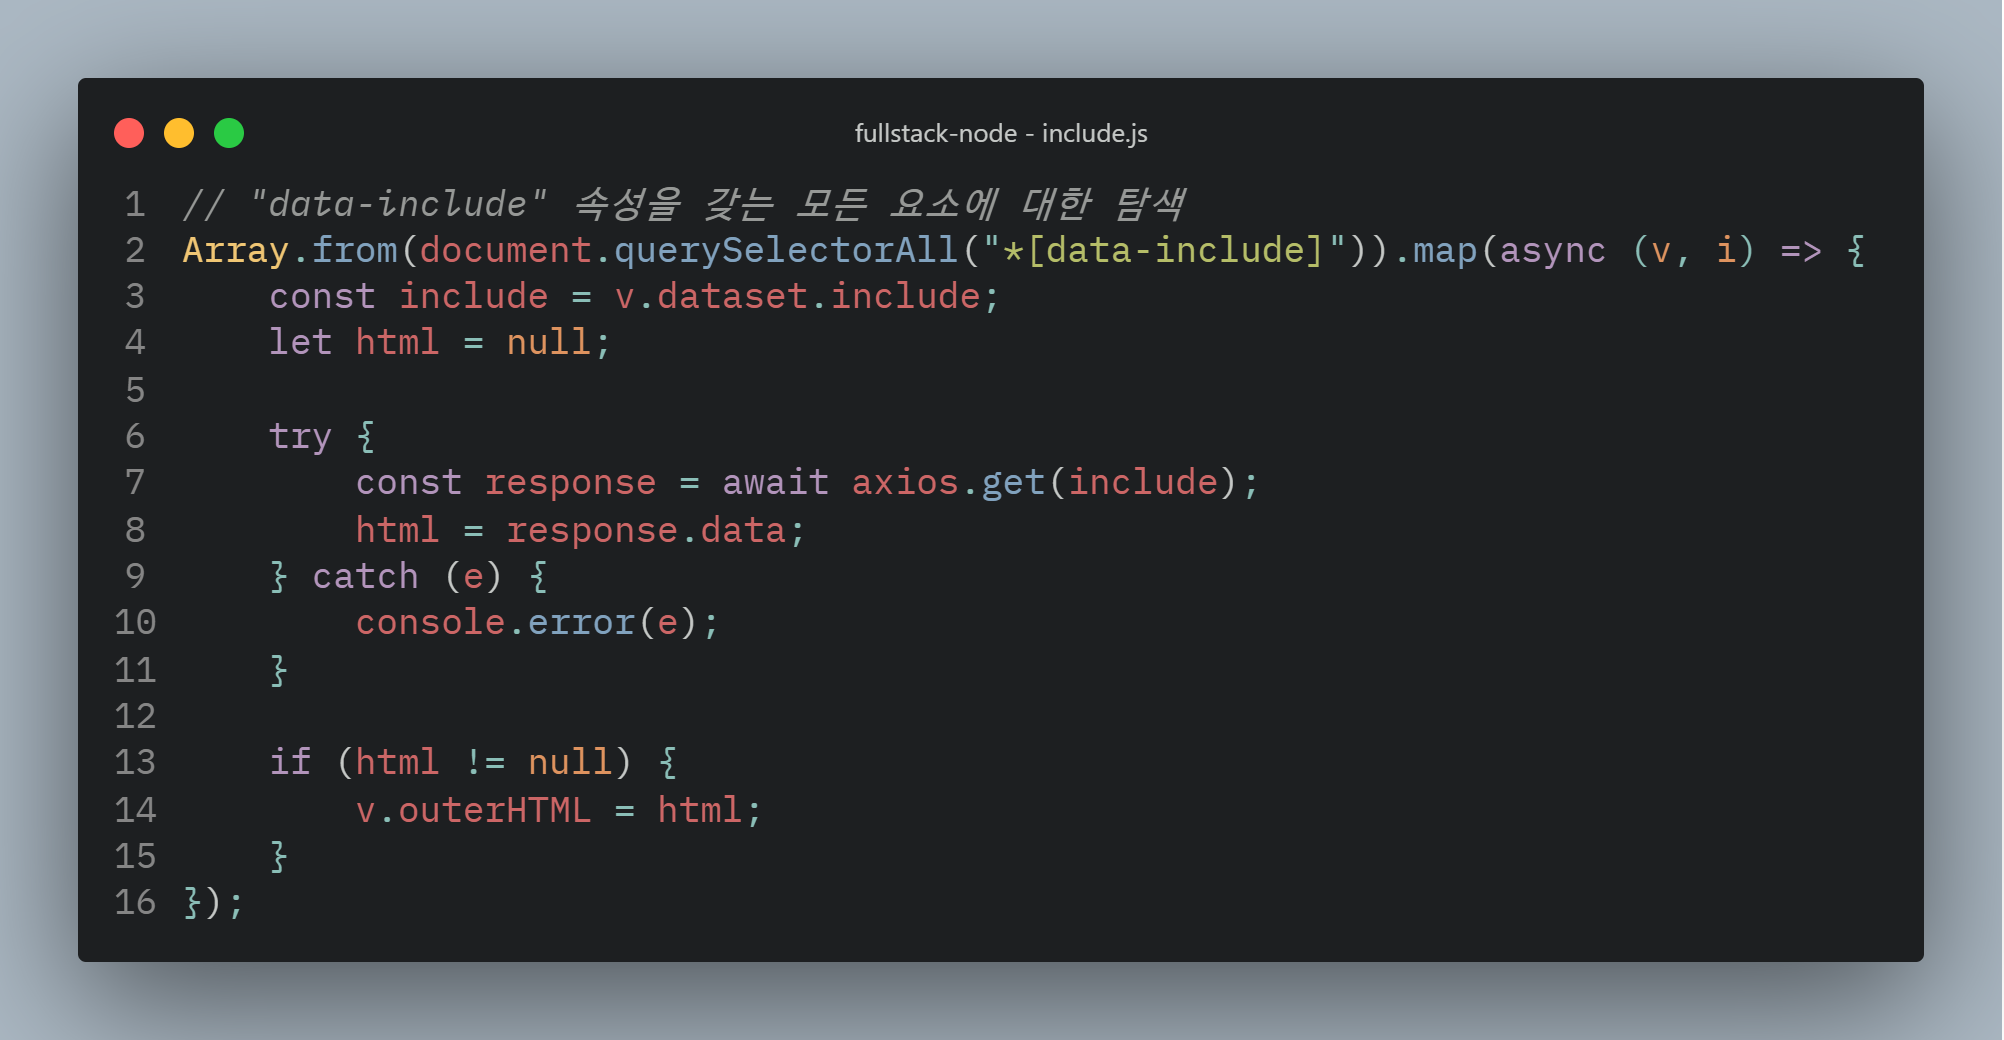 fullstack-node - include.js
1 // "data-include" 속성을 갖는 모든 요소에 대한 탐색
2 Array.from(document.querySelectorAll("*[data-include]")).map(async (v, i) => {
3     const include = v.dataset.include;
4     let html = null;
5
6     try {
7         const response = await axios.get(include);
8         html = response.data;
9     } catch (e) {
10         console.error(e);
11     }
12
13     if (html != null) {
14         v.outerHTML = html;
15     }
16 });